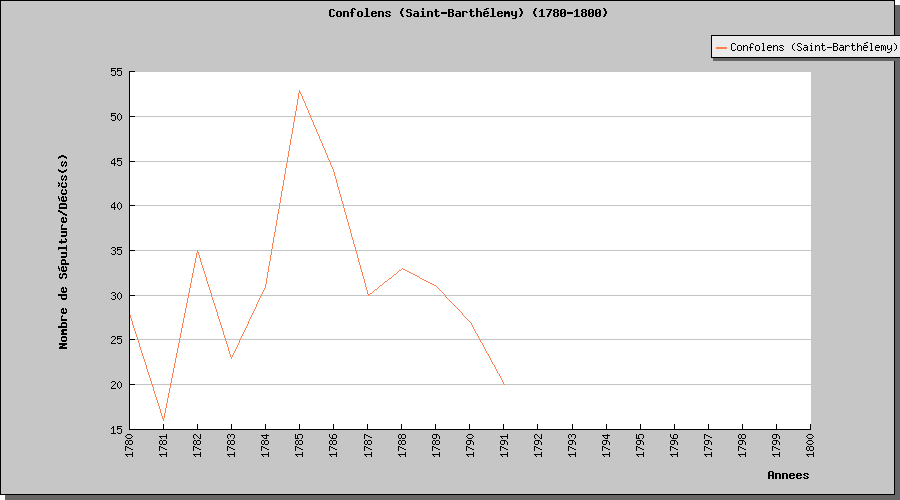 Confolens (Saint-Barthélemy) (1780-1800)
Confolens (Saint-Barthélemy)
Nombre de Sépulture/Décčs(s)
55
50
45
40
35
30
25
20
15
1780 1781 1782 1783 1784 1785 1786 1787 1788 1789 1790 1791 1792 1793 1794 1795 1796 1797 1798 1799 1800
Annees